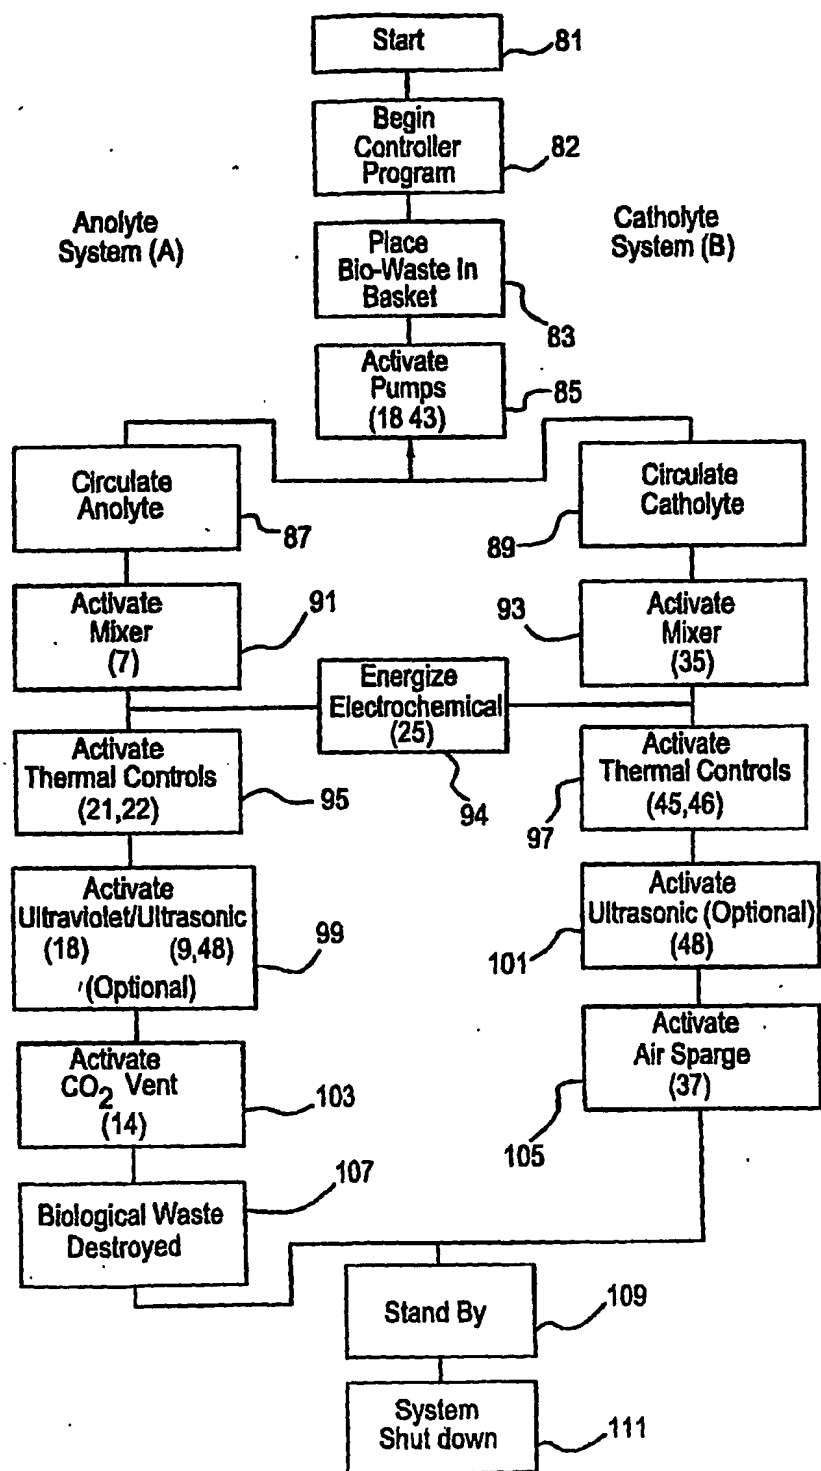 Start
81
Begin
Controller
Program
82
Anolyte
System (A)
Catholyte
System (B)
Place
Bio-Waste In
Basket
83
Activate
Pumps
(18 43)
85
Circulate
Anolyte
87
Circulate
Catholyte
89
Activate
Mixer
(7)
91
93
Activate
Mixer
(35)
Energize
Electrochemical
(25)
94
Activate
Thermal Controls
(21,22)
95
Activate
Thermal Controls
(45,46)
97
Activate
Ultraviolet/Ultrasonic
(18) (9,48)
(Optional)
99
Activate
Ultrasonic (Optional)
(48)
101
Activate
CO2 Vent
(14)
103
Activate
Air Sparge
(37)
105
Biological Waste
Destroyed
107
Stand By
109
System
Shut down
111